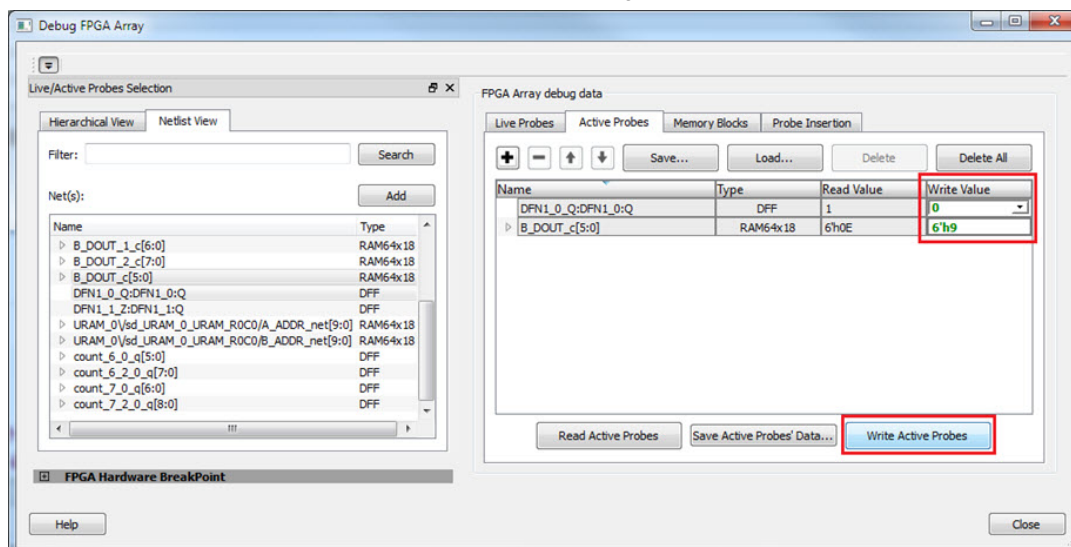 Debug FPGA Array
Live/Active Probes Selection
Hierarchical View Netlist View
Filter: Search
Net(s): Add
Name Type
B_DOUT_1_c[6:0] RAM64x18
B_DOUT_2_c[7:0] RAM64x18
B_DOUT_c[5:0] RAM64x18
DFN1_0_Q:DFN1_0:Q DFF
DFN1_1_Z:DFN1_1:Q DFF
URAM_0\/sd_URAM_0_URAM_R0C0/A_ADDR_net[9:0] RAM64x18
URAM_0\/sd_URAM_0_URAM_R0C0/B_ADDR_net[9:0] RAM64x18
count_6_0_q[5:0] DFF
count_6_2_0_q[7:0] DFF
count_7_0_q[6:0] DFF
count_7_2_0_q[8:0] DFF
FPGA Hardware BreakPoint
FPGA Array debug data
Live Probes Active Probes Memory Blocks Probe Insertion
Save... Load... Delete Delete All
Name Type Read Value Write Value
DFN1_0_Q:DFN1_0:Q DFF 1 0
B_DOUT_c[5:0] RAM64x18 6'h0E 6'h9
Read Active Probes Save Active Probes' Data... Write Active Probes
Help Close